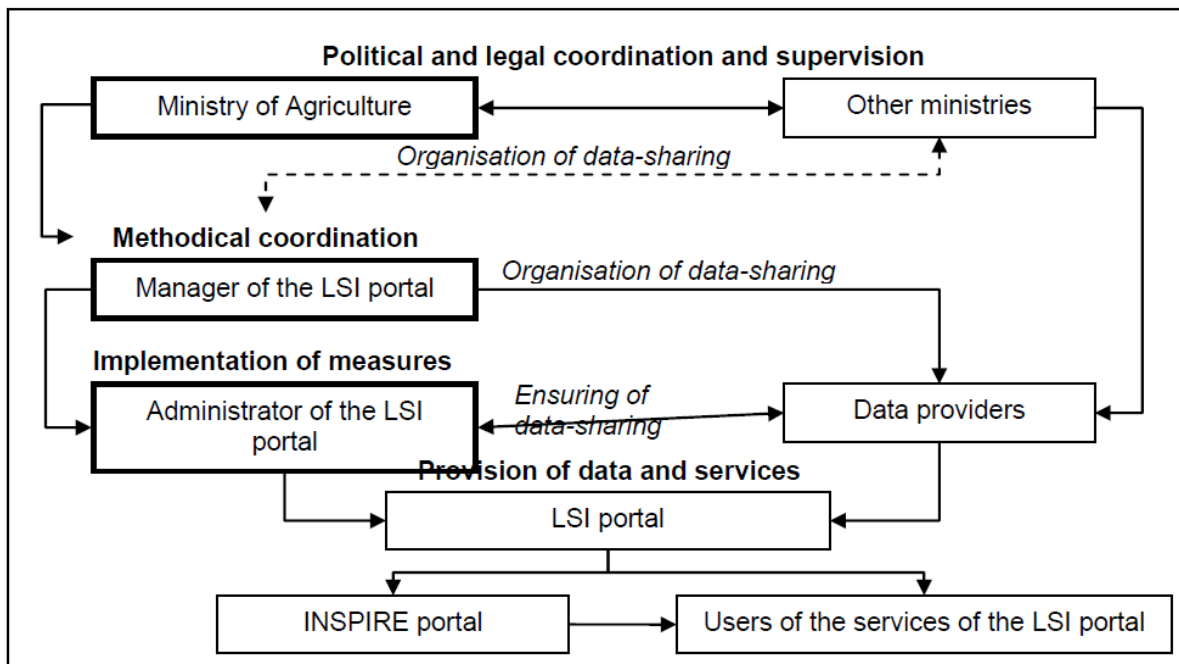 Political and legal coordination and supervision
Ministry of Agriculture
Other ministries
Organisation of data-sharing
Methodical coordination
Manager of the LSI portal
Organisation of data-sharing
Implementation of measures
Administrator of the LSI
portal
Ensuring of
data-sharing
Data providers
Provision of data and services
LSI portal
INSPIRE portal
Users of the services of the LSI portal